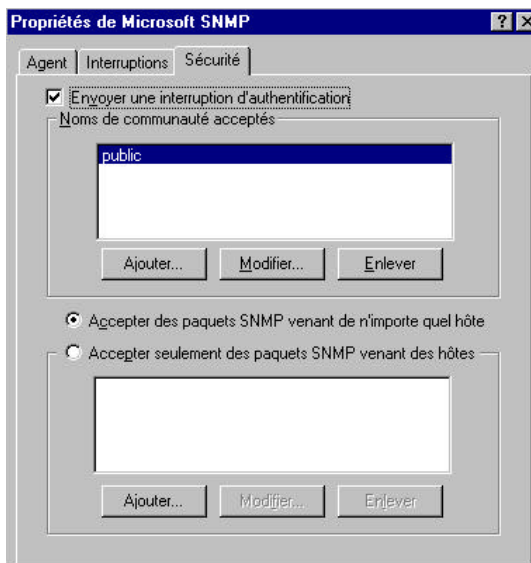 Propriétés de Microsoft SNMP
Agent Interruptions Sécurité
Envoyer une interruption d'authentification
Noms de communauté acceptés
public
Ajouter... Modifier... Enlever
Accepter des paquets SNMP venant de n'importe quel hôte
Accepter seulement des paquets SNMP venant des hôtes
Ajouter... Modifier... Enlever